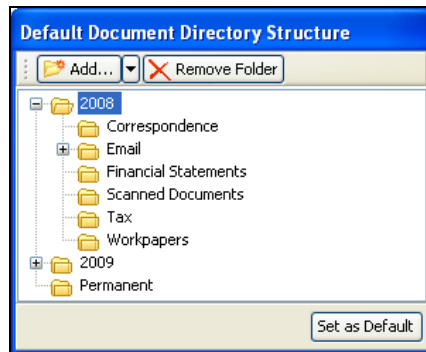 Default Document Directory Structure
Add... Remove Folder
2008
Correspondence
Email
Financial Statements
Scanned Documents
Tax
Workpapers
2009
Permanent
Set as Default